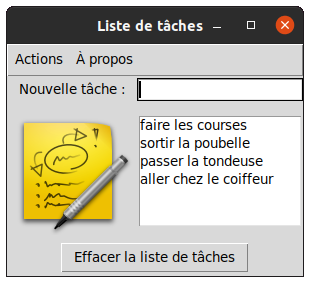 Liste de tâches
Actions À propos
Nouvelle tâche :
faire les courses
sortir la poubelle
passer la tondeuse
aller chez le coiffeur
Effacer la liste de tâches